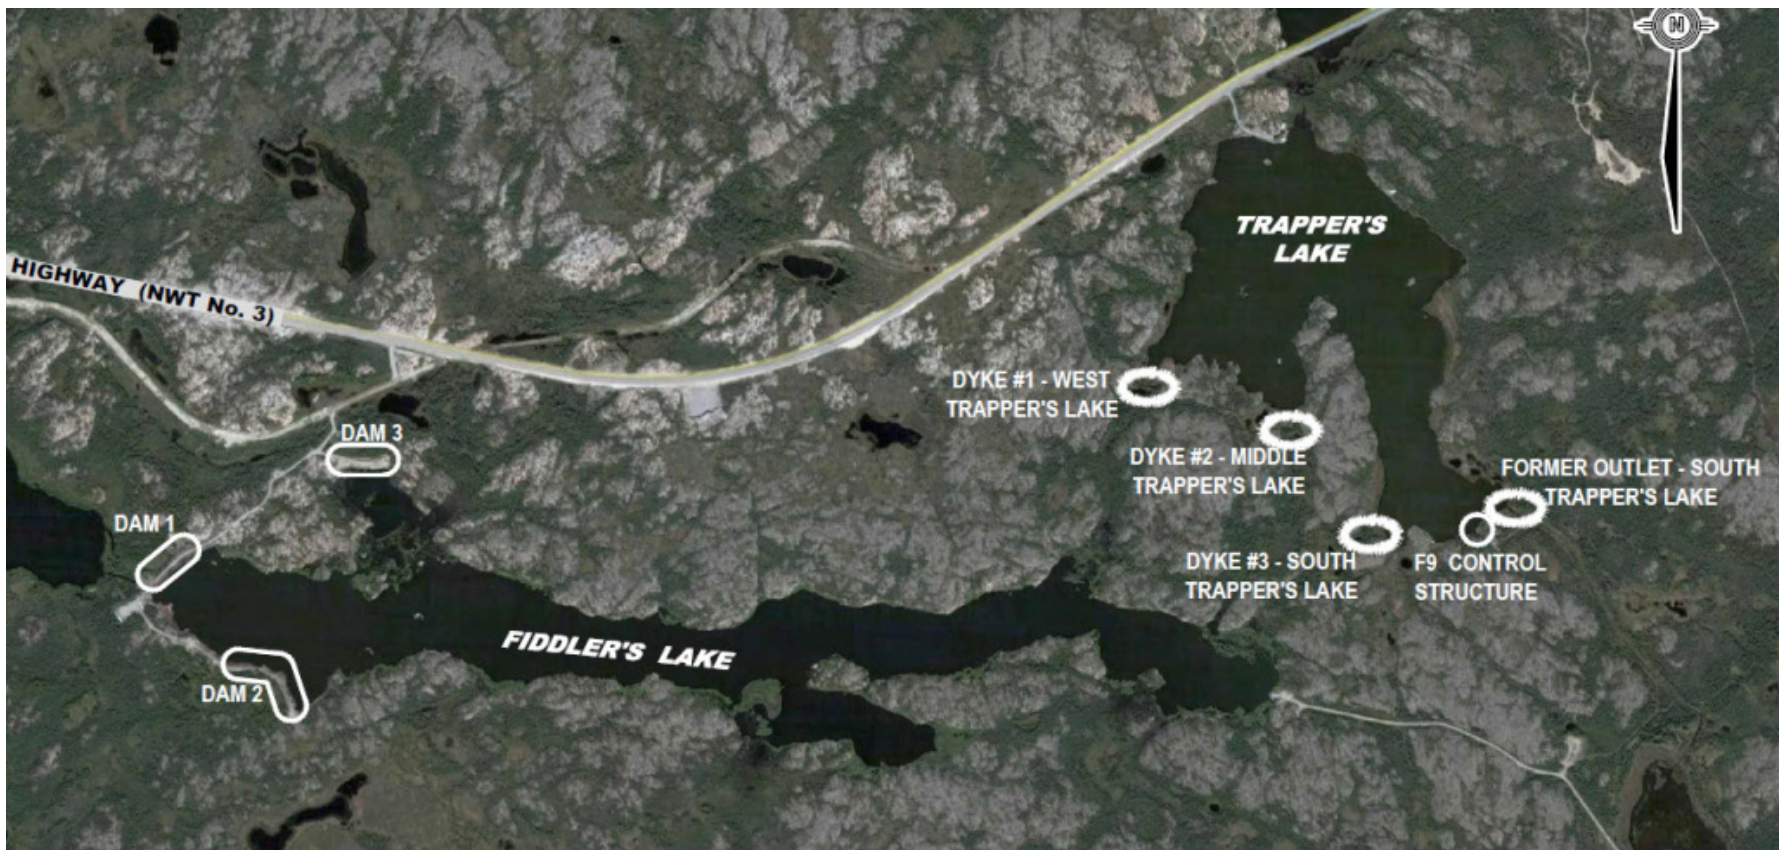 N
TRAPPER'S
LAKE
HIGHWAY (NWT No. 3)
DYKE #1 - WEST
TRAPPER'S LAKE
DAM 3
DYKE #2 - MIDDLE
TRAPPER'S LAKE
FORMER OUTLET - SOUTH
TRAPPER'S LAKE
DAM 1
DYKE #3 - SOUTH
TRAPPER'S LAKE
F9 CONTROL
STRUCTURE
FIDDLER'S LAKE
DAM 2